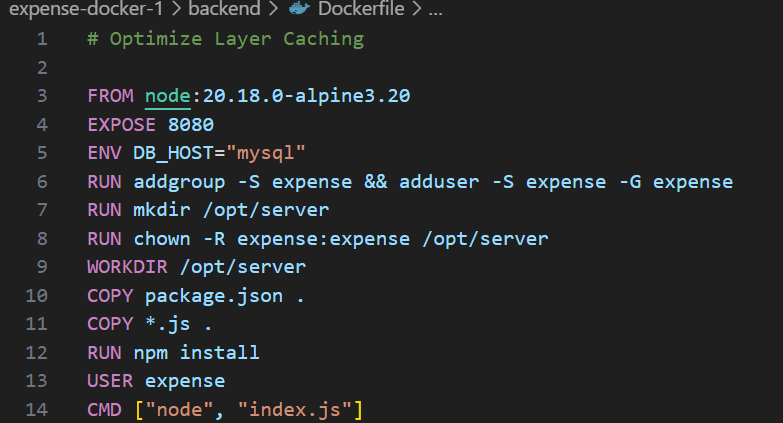 expense-docker-1 > backend > Dockerfile > ...
1 # Optimize Layer Caching
2
3 FROM node:20.18.0-alpine3.20
4 EXPOSE 8080
5 ENV DB_HOST="mysql"
6 RUN addgroup -S expense && adduser -S expense -G expense
7 RUN mkdir /opt/server
8 RUN chown -R expense:expense /opt/server
9 WORKDIR /opt/server
10 COPY package.json .
11 COPY *.js .
12 RUN npm install
13 USER expense
14 CMD ["node", "index.js"]